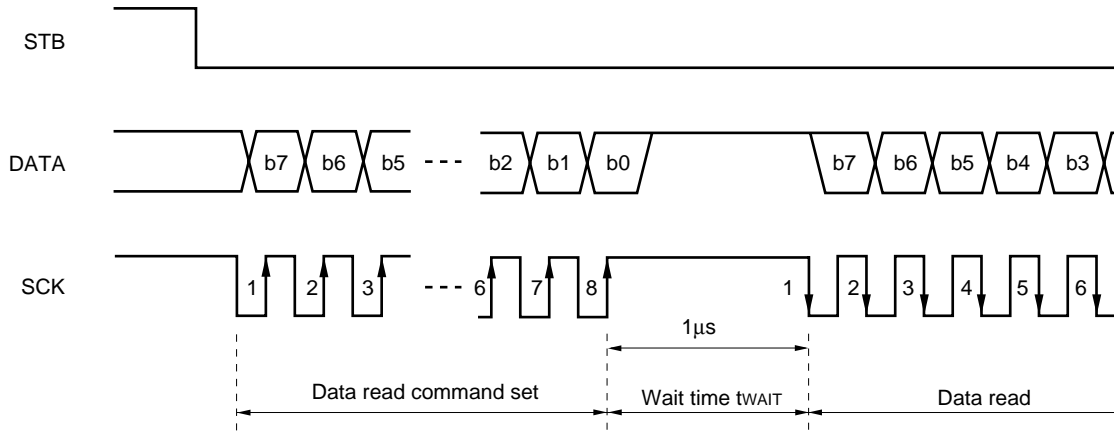 STB
DATA
b7 b6 b5 b2 b1 b0 b7 b6 b5 b4 b3
SCK
1 2 3 6 7 8 1 2 3 4 5 6
1μs
Data read command set
Wait time tWAIT
Data read